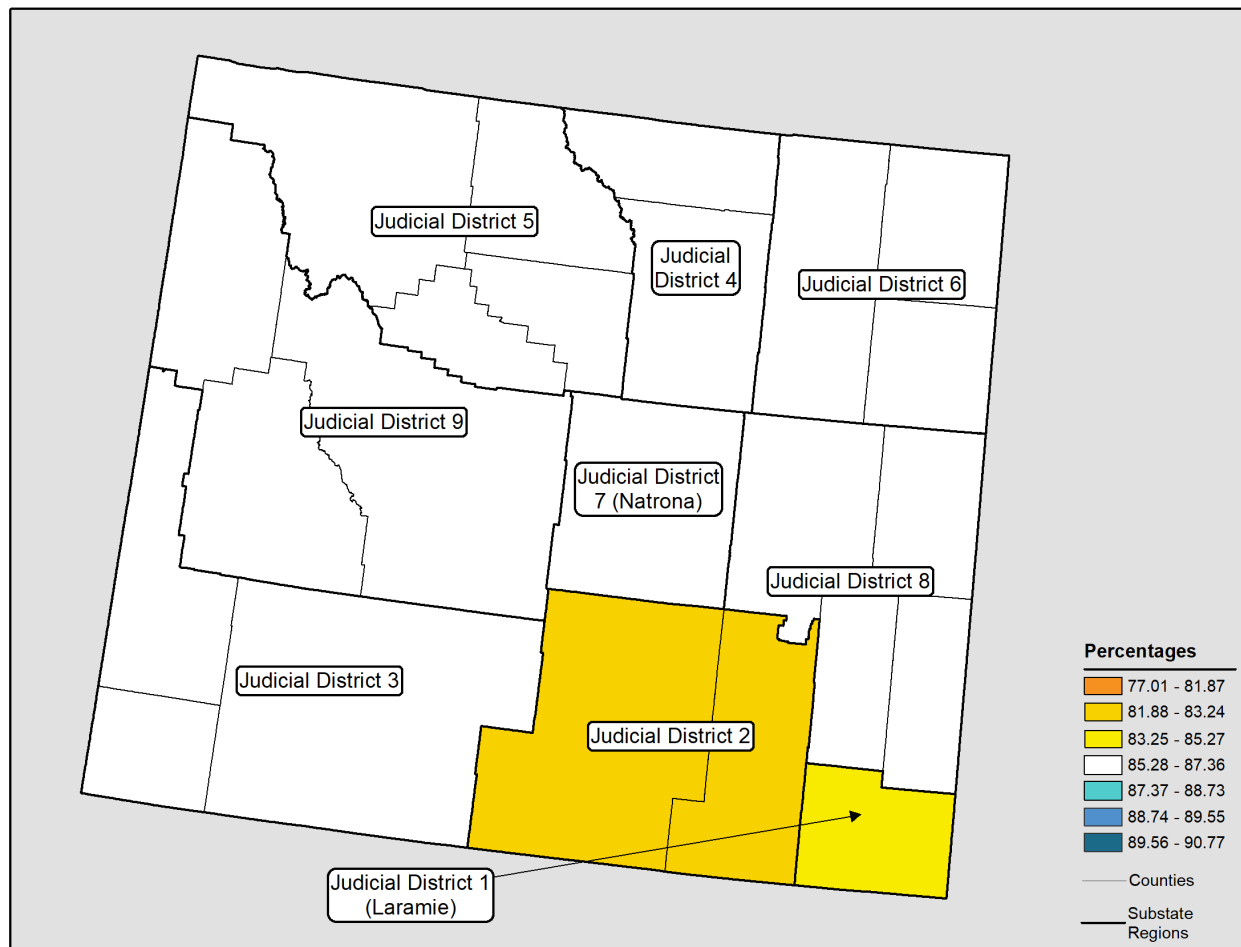 Judicial District 5
Judicial
District 4
Judicial District 6
Judicial District 9
Judicial District
7 (Natrona)
Judicial District 8
Judicial District 3
Judicial District 2
Judicial District 1
(Laramie)
Percentages
77.01 - 81.87
81.88 - 83.24
83.25 - 85.27
85.28 - 87.36
87.37 - 88.73
88.74 - 89.55
89.56 - 90.77
Counties
Substate
Regions